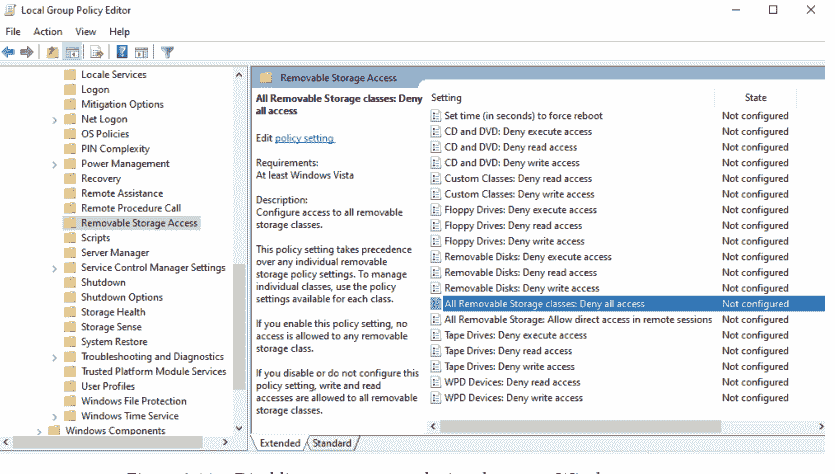 Local Group Policy Editor
File Action View Help
Locale Services
Logon
Mitigation Options
Net Logon
OS Policies
PIN Complexity
Power Management
Recovery
Remote Assistance
Remote Procedure Call
Removable Storage Access
Scripts
Server Manager
Service Control Manager Settings
Shutdown
Shutdown Options
Storage Health
Storage Sense
System Restore
Troubleshooting and Diagnostics
Trusted Platform Module Services
User Profiles
Windows File Protection
Windows Time Service
Windows Components
Removable Storage Access
All Removable Storage classes: Deny
all access
Edit policy setting
Requirements:
At least Windows Vista
Description:
Configure access to all removable
storage classes.
This policy setting takes precedence
over any individual removable
storage policy settings. To manage
individual classes, use the policy
settings available for each class.
If you enable this policy setting, no
access is allowed to any removable
storage class.
If you disable or do not configure this
policy setting, write and read
accesses are allowed to all removable
storage classes.
Setting State
Set time (in seconds) to force reboot Not configured
CD and DVD: Deny execute access Not configured
CD and DVD: Deny read access Not configured
CD and DVD: Deny write access Not configured
Custom Classes: Deny read access Not configured
Custom Classes: Deny write access Not configured
Floppy Drives: Deny execute access Not configured
Floppy Drives: Deny read access Not configured
Floppy Drives: Deny write access Not configured
Removable Disks: Deny execute access Not configured
Removable Disks: Deny read access Not configured
Removable Disks: Deny write access Not configured
All Removable Storage classes: Deny all access Not configured
All Removable Storage: Allow direct access in remote sessions Not configured
Tape Drives: Deny execute access Not configured
Tape Drives: Deny read access Not configured
Tape Drives: Deny write access Not configured
WPD Devices: Deny read access Not configured
WPD Devices: Deny write access Not configured
Extended Standard